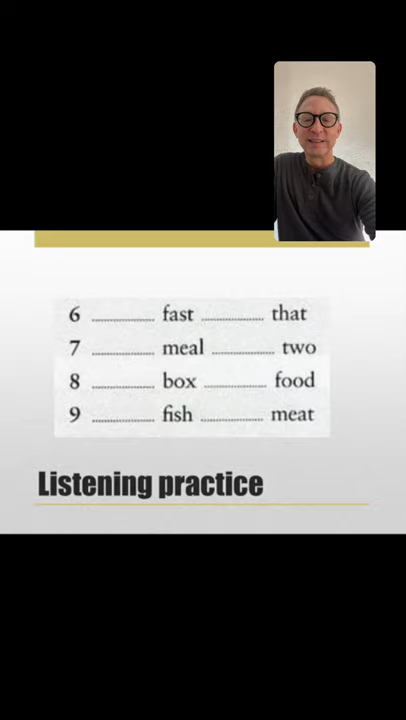 6 ............... fast ............... that
7 ............... meal ............... two
8 ............... box ............... food
9 ............... fish ............... meat
Listening practice